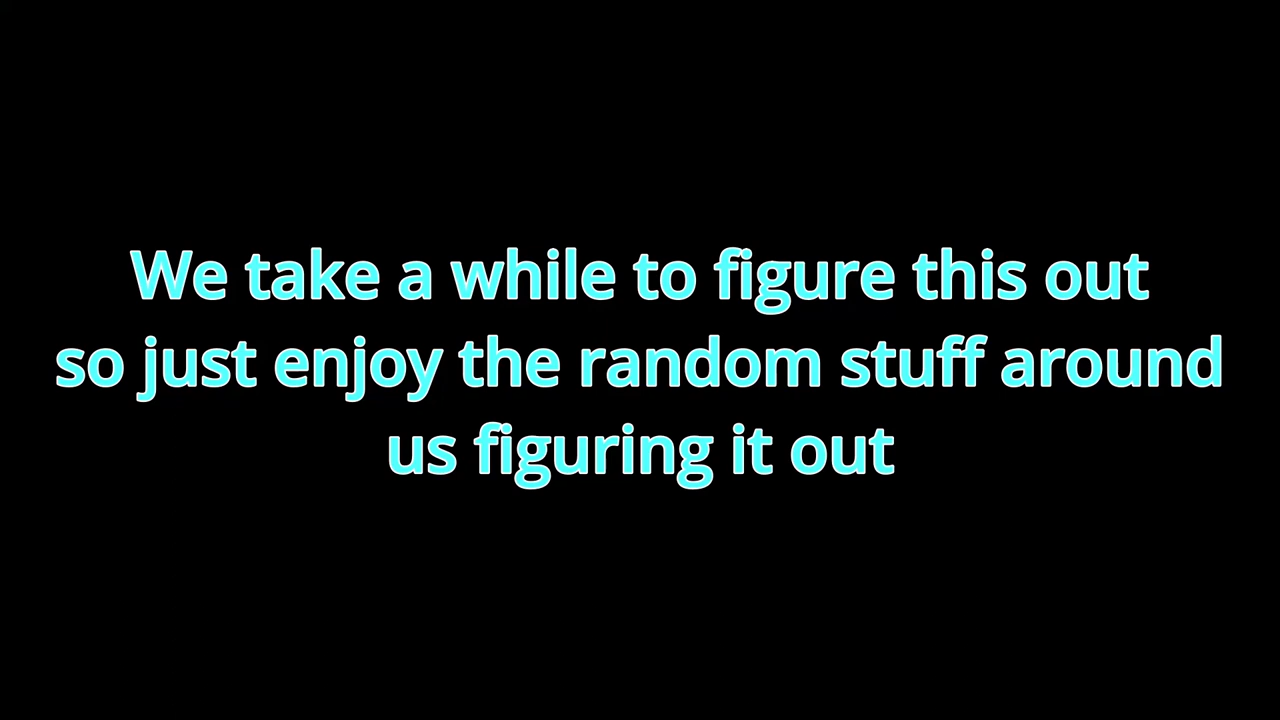 We take a while to figure this out
so just enjoy the random stuff around
us figuring it out